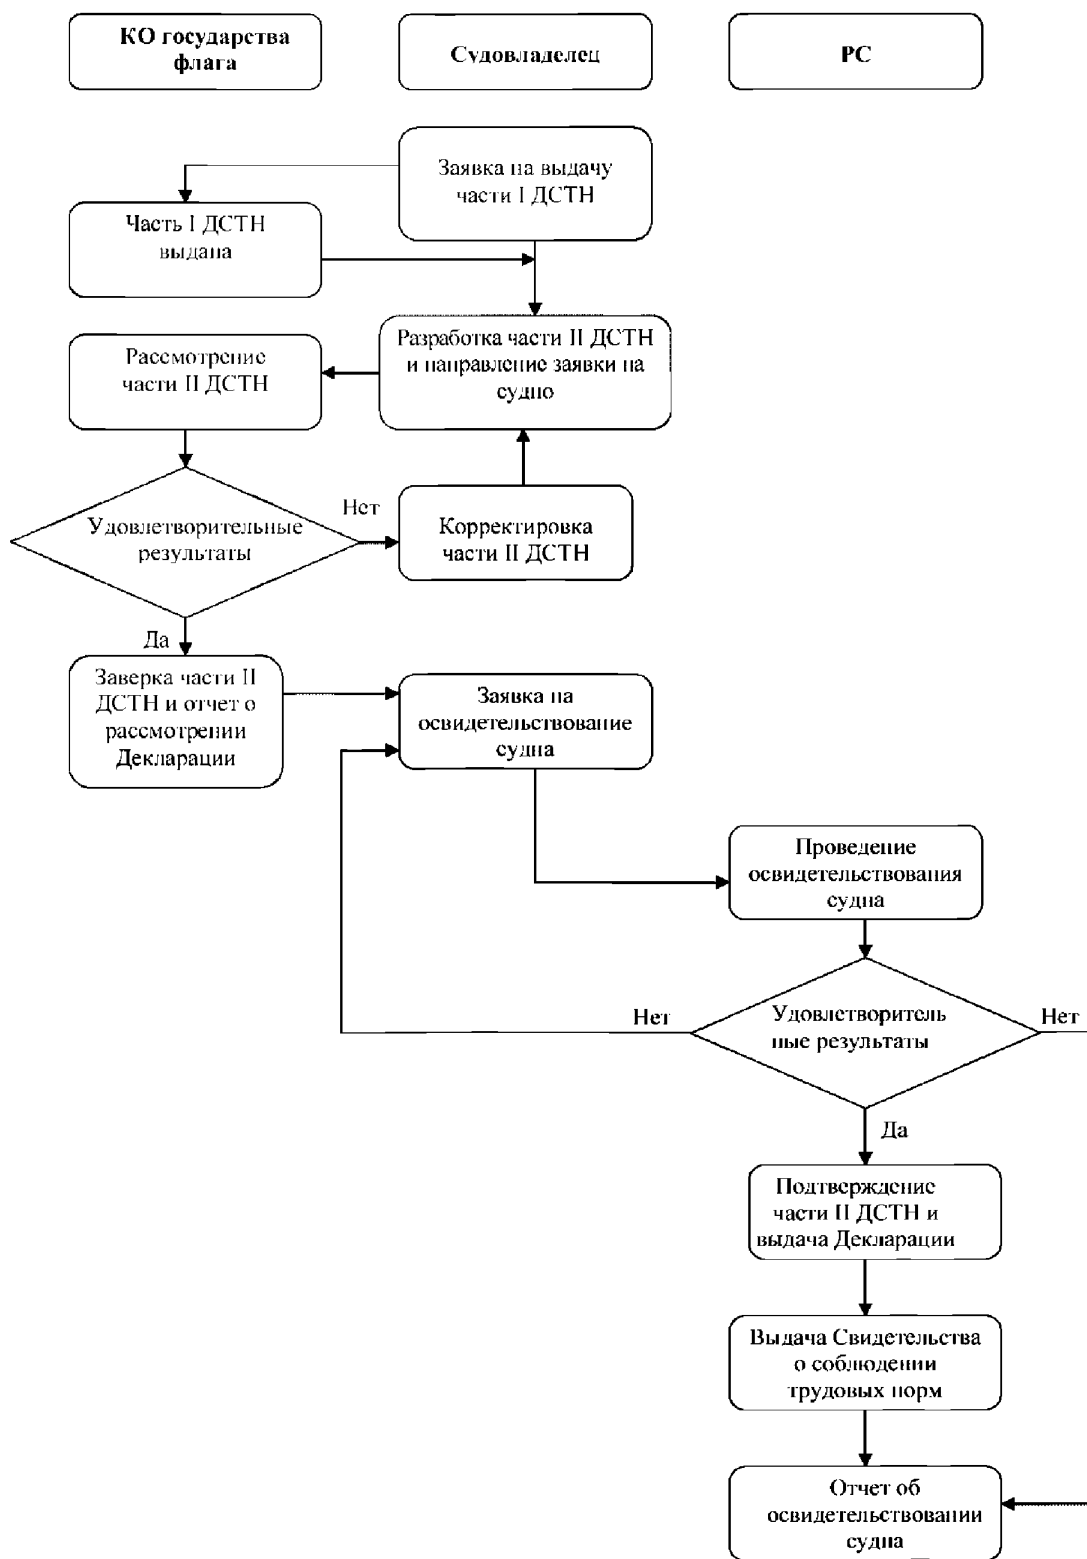 КО государства
флага
Судовладелец
РС
Заявка на выдачу
части I ДСТН
Часть I ДСТН
выдана
Разработка части II ДСТН
и направление заявки на
судно
Рассмотрение
части II ДСТН
Удовлетворительные
результаты
Нет
Корректировка
части II ДСТН
Да
Заверка части II
ДСТН и отчет о
рассмотрении
Декларации
Заявка на
освидетельствование
судна
Проведение
освидетельствования
судна
Нет
Удовлетворитель
ные результаты
Нет
Да
Подтверждение
части II ДСТН и
выдача Декларации
Выдача Свидетельства
о соблюдении
трудовых норм
Отчет об
освидетельствовании
судна